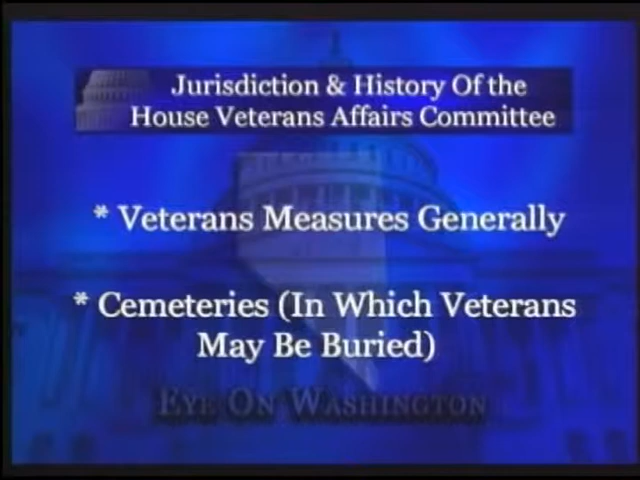 Jurisdiction & History Of the
House Veterans Affairs Committee
* Veterans Measures Generally
* Cemeteries (In Which Veterans
May Be Buried)
EYE ON WASHINGTON